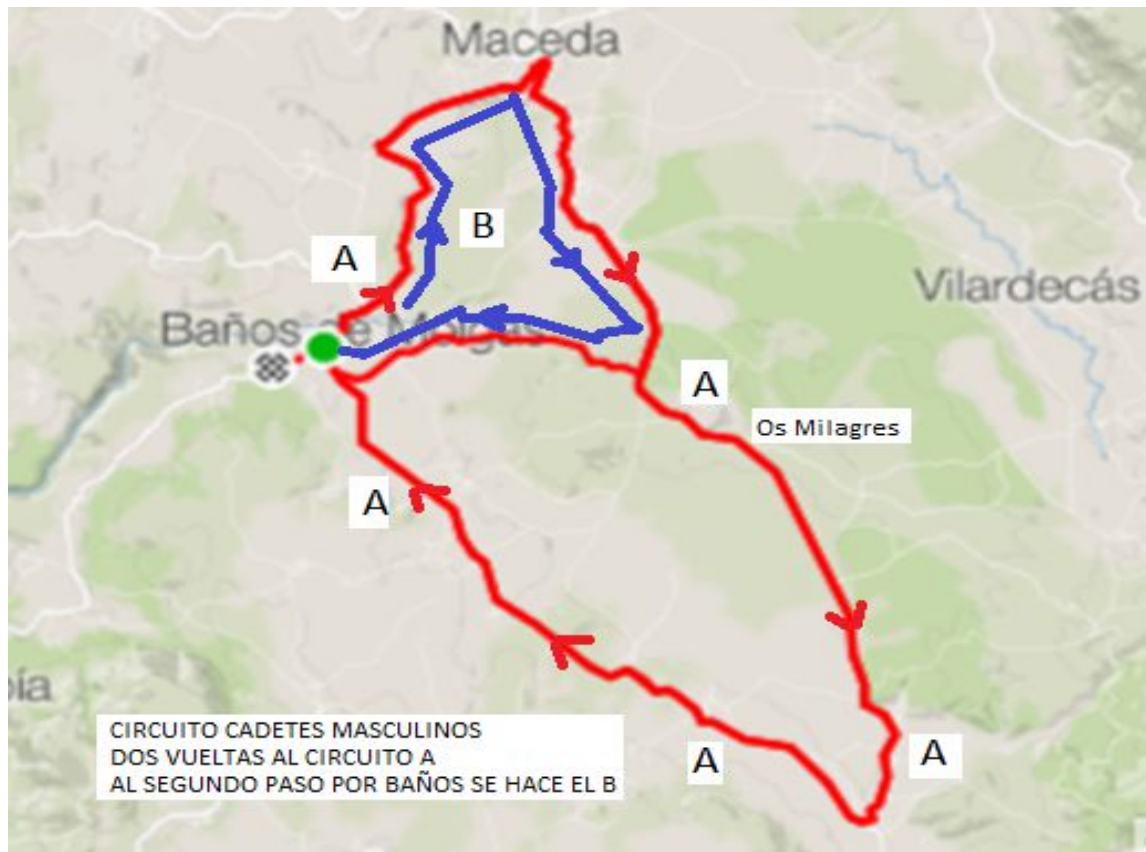 Maceda
B
A
Vilardecás
Baños de Molgas
A
Os Milagres
A
ía
CIRCUITO CADETES MASCULINOS
DOS VUELTAS AL CIRCUITO A
AL SEGUNDO PASO POR BAÑOS SE HACE EL B
A
A